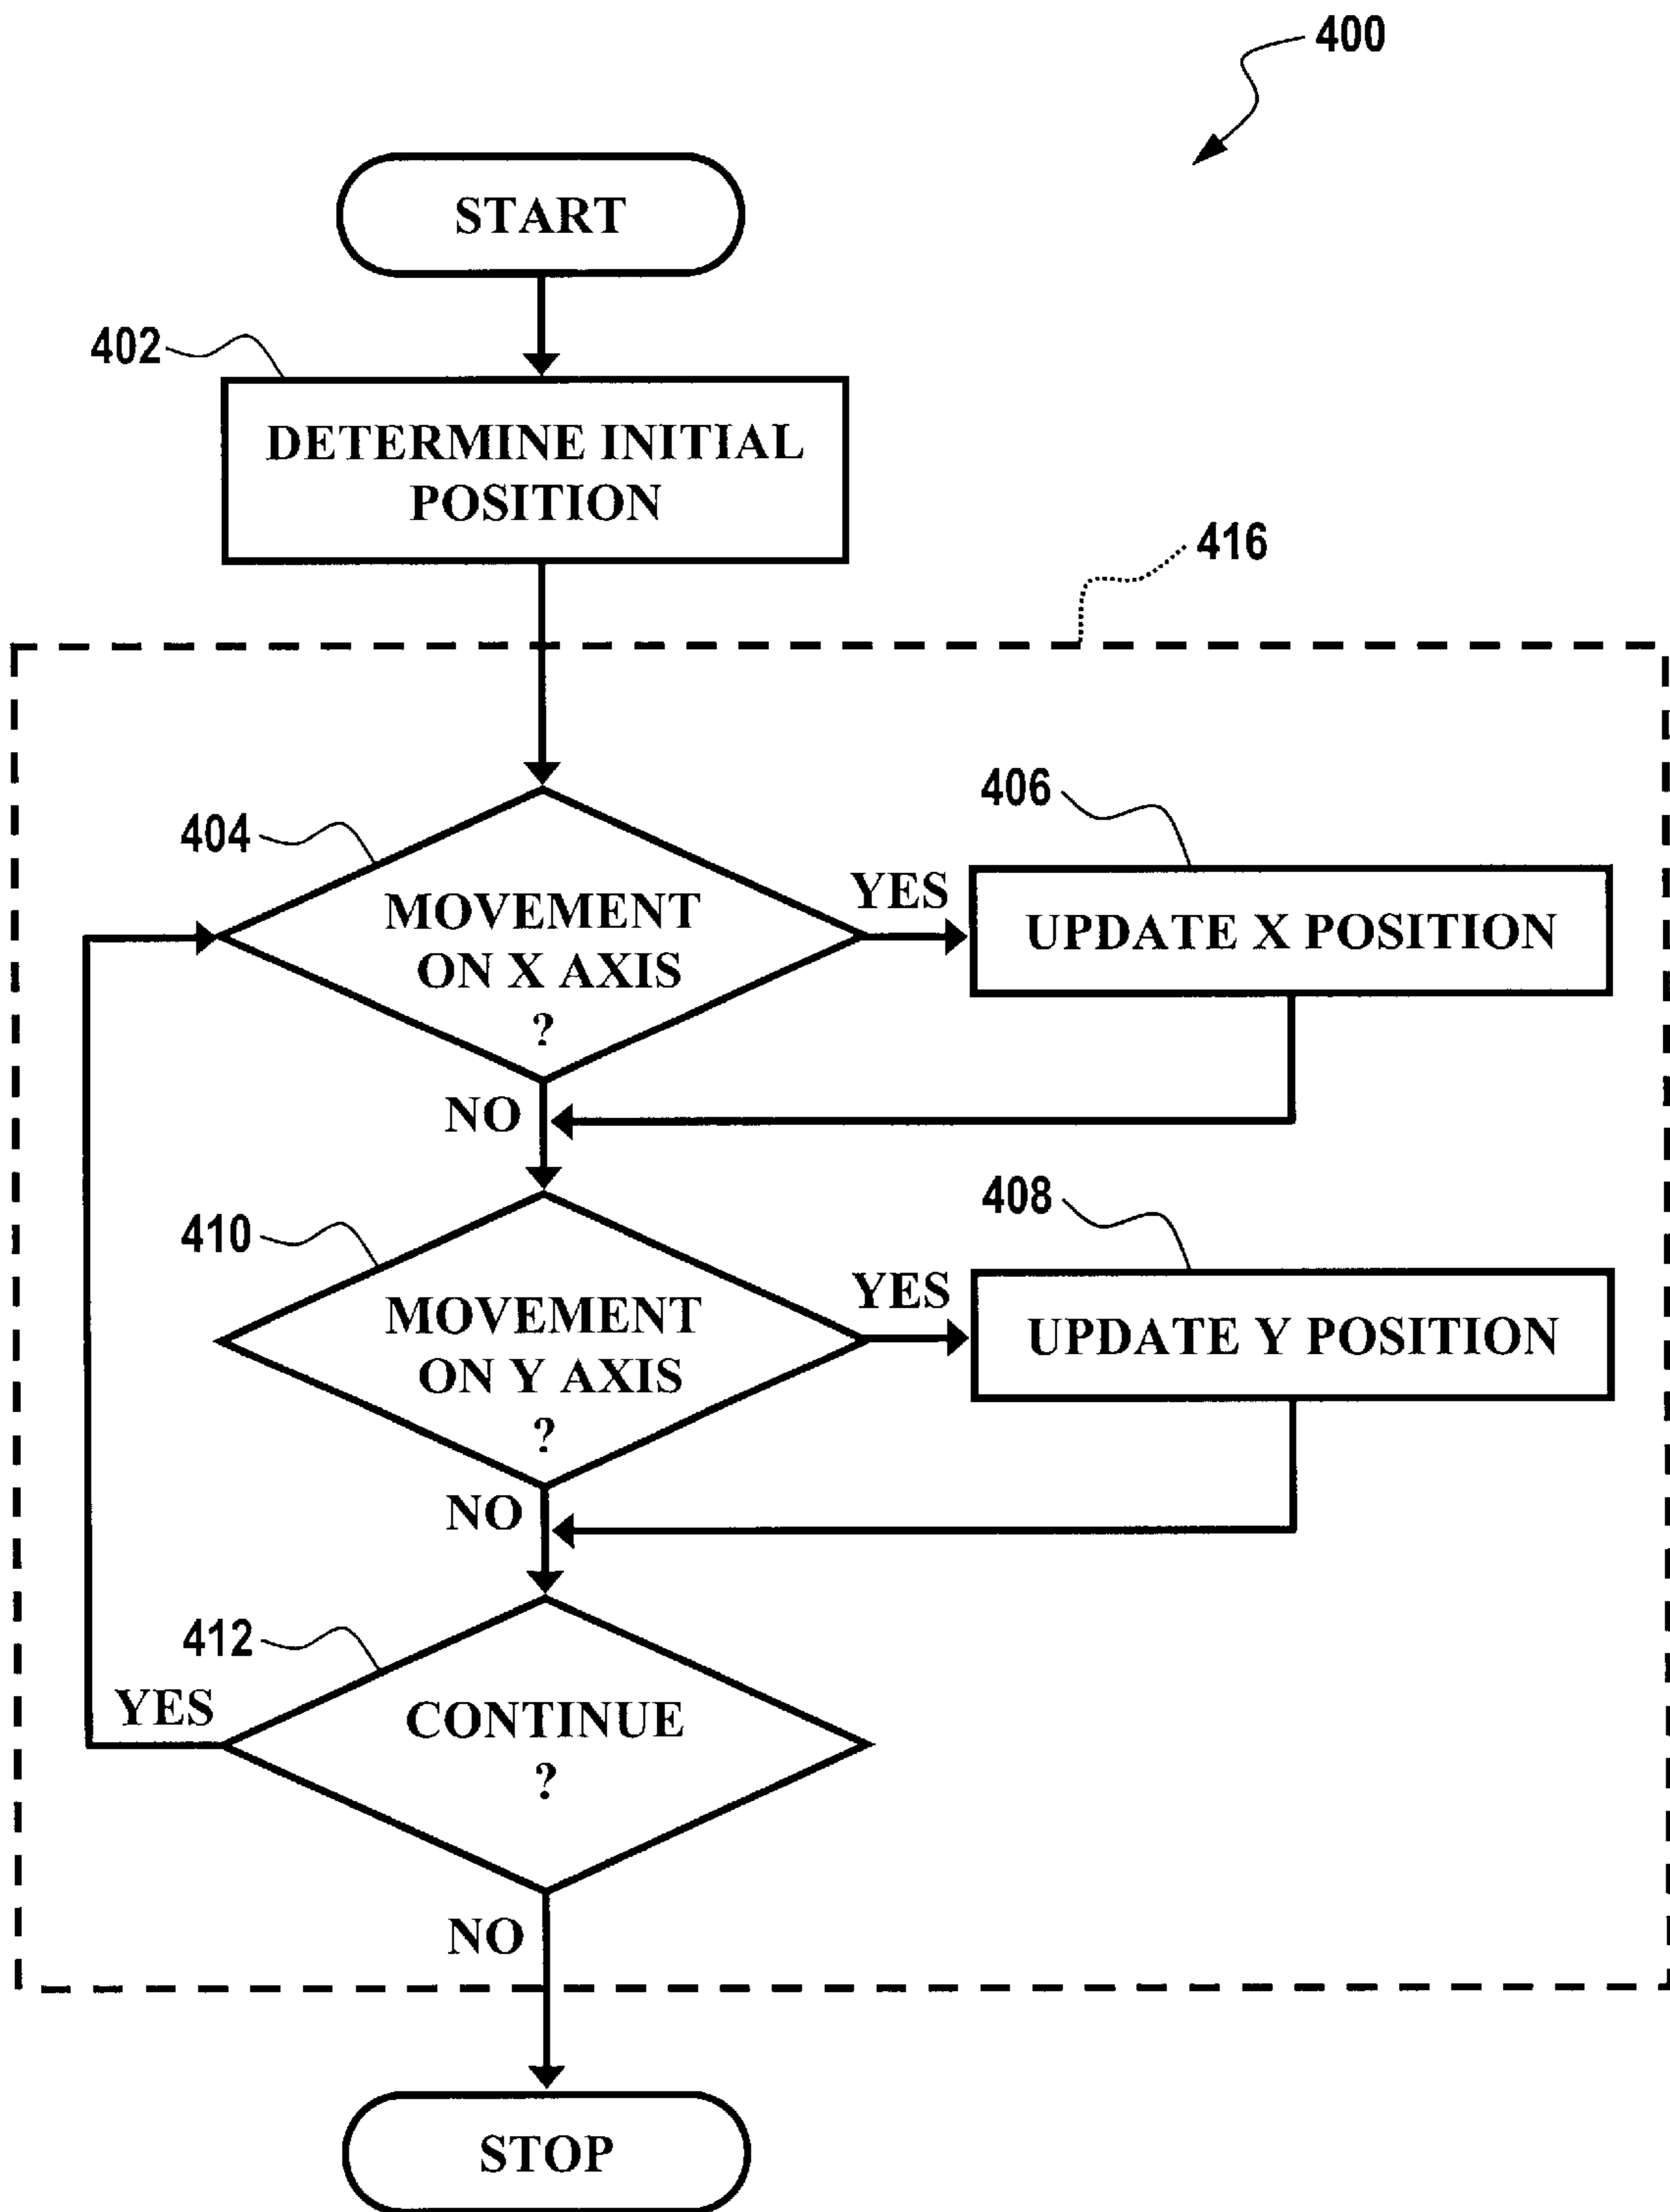 400
START
402
DETERMINE INITIAL
POSITION
416
404
MOVEMENT
ON X AXIS
?
YES
406
UPDATE X POSITION
NO
410
MOVEMENT
ON Y AXIS
?
YES
408
UPDATE Y POSITION
NO
412
CONTINUE
?
YES
NO
STOP